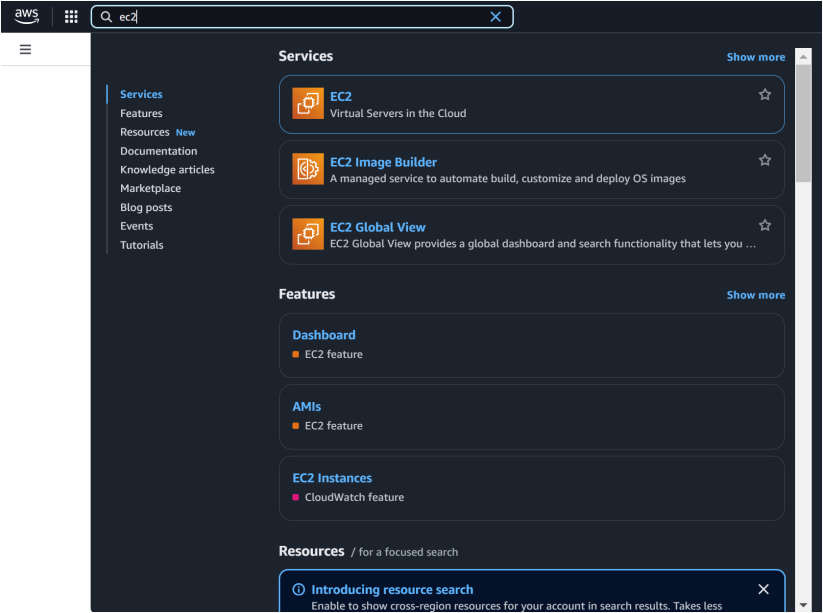 aws
ec2
Services
Features
Resources New
Documentation
Knowledge articles
Marketplace
Blog posts
Events
Tutorials
Services
Show more
EC2
Virtual Servers in the Cloud
EC2 Image Builder
A managed service to automate build, customize and deploy OS images
EC2 Global View
EC2 Global View provides a global dashboard and search functionality that lets you ...
Features
Show more
Dashboard
EC2 feature
AMIs
EC2 feature
EC2 Instances
CloudWatch feature
Resources / for a focused search
Introducing resource search
Enable to show cross-region resources for your account in search results. Takes less